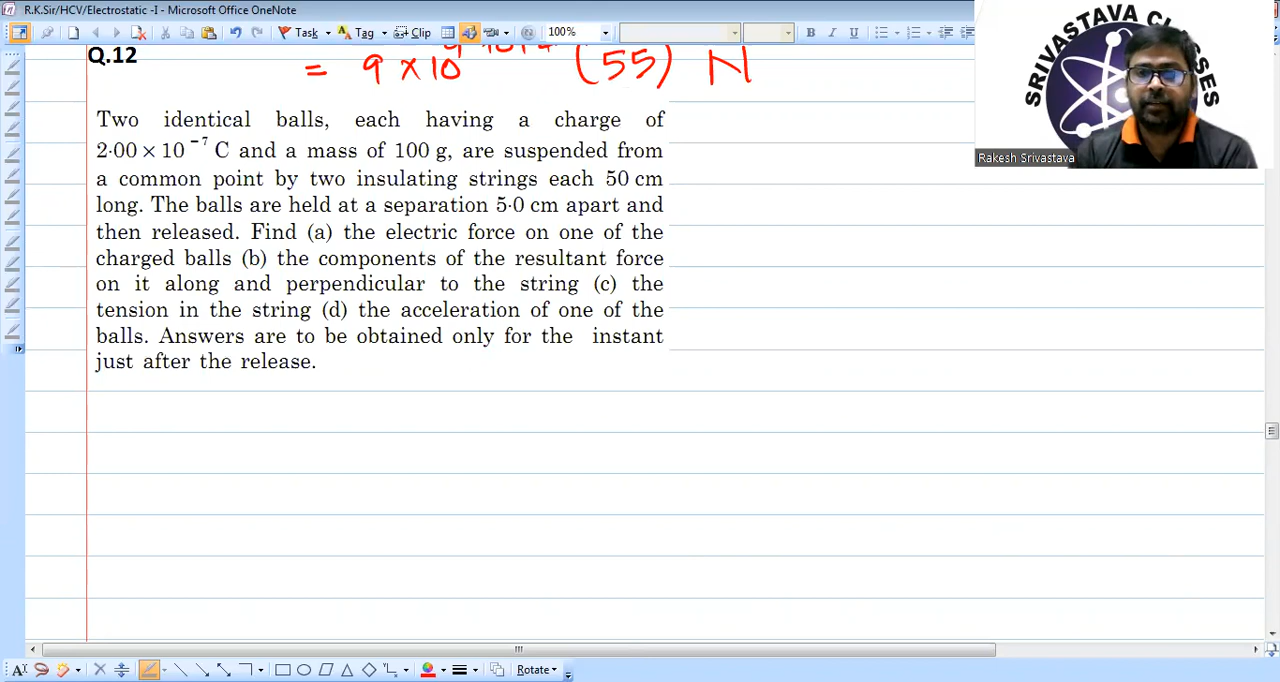 R.K.Sir/HCV/Electrostatic -I - Microsoft Office OneNote
Task Tag Clip 100% B I U
SRIVASTAVA CLASSES
Rakesh Srivastava
Q.12
= 9 × 10 (55) N
Two identical balls, each having a charge of
2·00 × 10⁻⁷ C and a mass of 100 g, are suspended from
a common point by two insulating strings each 50 cm
long. The balls are held at a separation 5·0 cm apart and
then released. Find (a) the electric force on one of the
charged balls (b) the components of the resultant force
on it along and perpendicular to the string (c) the
tension in the string (d) the acceleration of one of the
balls. Answers are to be obtained only for the instant
just after the release.
Rotate